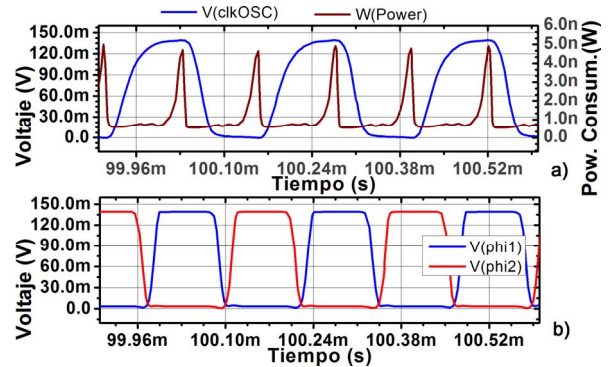 V(clkOSC) W(Power)
150.0m 6.0n
120.0m 5.0n
90.0m 4.0n
60.0m 3.0n
30.0m 2.0n
0.0 1.0n
0.0n
Voltaje (V)
Pow. Consum.(W)
99.96m 100.10m 100.24m 100.38m 100.52m
Tiempo (s)
a)
150.0m
120.0m
90.0m
60.0m
30.0m
0.0
Voltaje (V)
V(phi1)
V(phi2)
99.96m 100.10m 100.24m 100.38m 100.52m
Tiempo (s)
b)